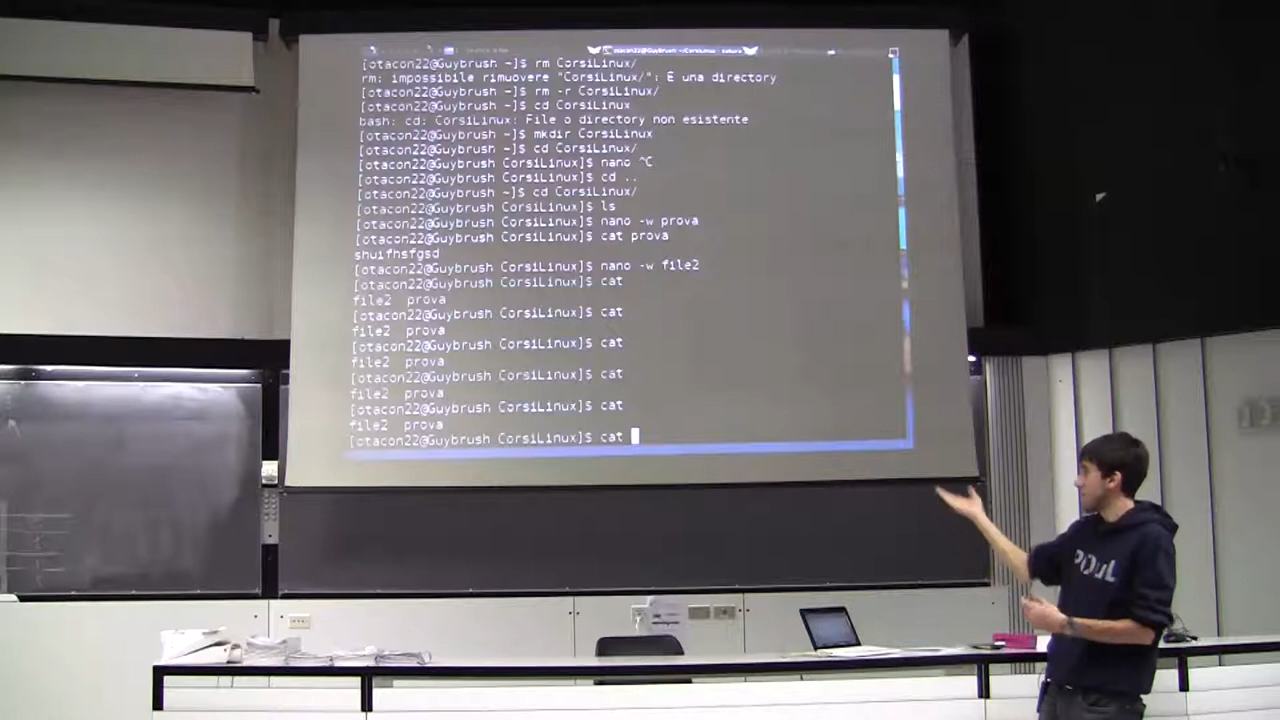 [otacon22@Guybrush ~]$ rm CorsiLinux/
rm: impossibile rimuovere "CorsiLinux/": È una directory
[otacon22@Guybrush ~]$ rm -r CorsiLinux/
[otacon22@Guybrush ~]$ cd CorsiLinux
bash: cd: CorsiLinux: File o directory non esistente
[otacon22@Guybrush ~]$ mkdir CorsiLinux
[otacon22@Guybrush ~]$ cd CorsiLinux/
[otacon22@Guybrush CorsiLinux]$ nano ^C
[otacon22@Guybrush CorsiLinux]$ cd ..
[otacon22@Guybrush ~]$ cd CorsiLinux/
[otacon22@Guybrush CorsiLinux]$ ls
[otacon22@Guybrush CorsiLinux]$ nano -w prova
[otacon22@Guybrush CorsiLinux]$ cat prova
shuifhsfgsd
[otacon22@Guybrush CorsiLinux]$ nano -w file2
[otacon22@Guybrush CorsiLinux]$ cat
file2 prova
[otacon22@Guybrush CorsiLinux]$ cat
file2 prova
[otacon22@Guybrush CorsiLinux]$ cat
file2 prova
[otacon22@Guybrush CorsiLinux]$ cat
file2 prova
[otacon22@Guybrush CorsiLinux]$ cat
file2 prova
[otacon22@Guybrush CorsiLinux]$ cat
POuL